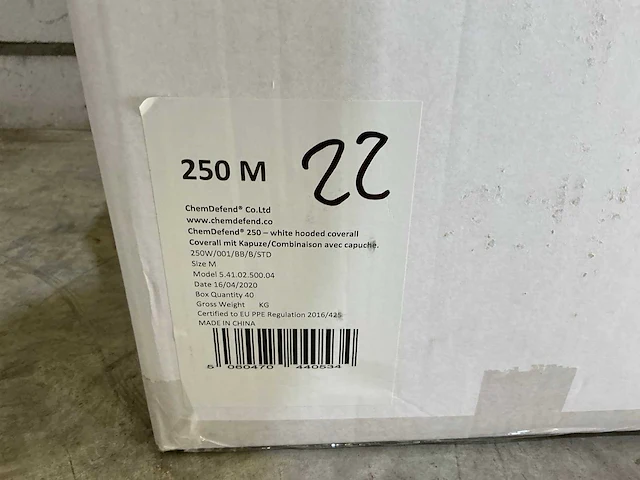 250 M
22
ChemDefend® Co.Ltd
www.chemdefend.co
ChemDefend® 250 – white hooded coverall
Coverall mit Kapuze/Combinaison avec capuche.
250W/001/BB/B/STD
Size M
Model 5.41.02.500.04
Date 16/04/2020
Box Quantity 40
Gross Weight KG
Certified to EU PPE Regulation 2016/425
MADE IN CHINA
5 060470 440534